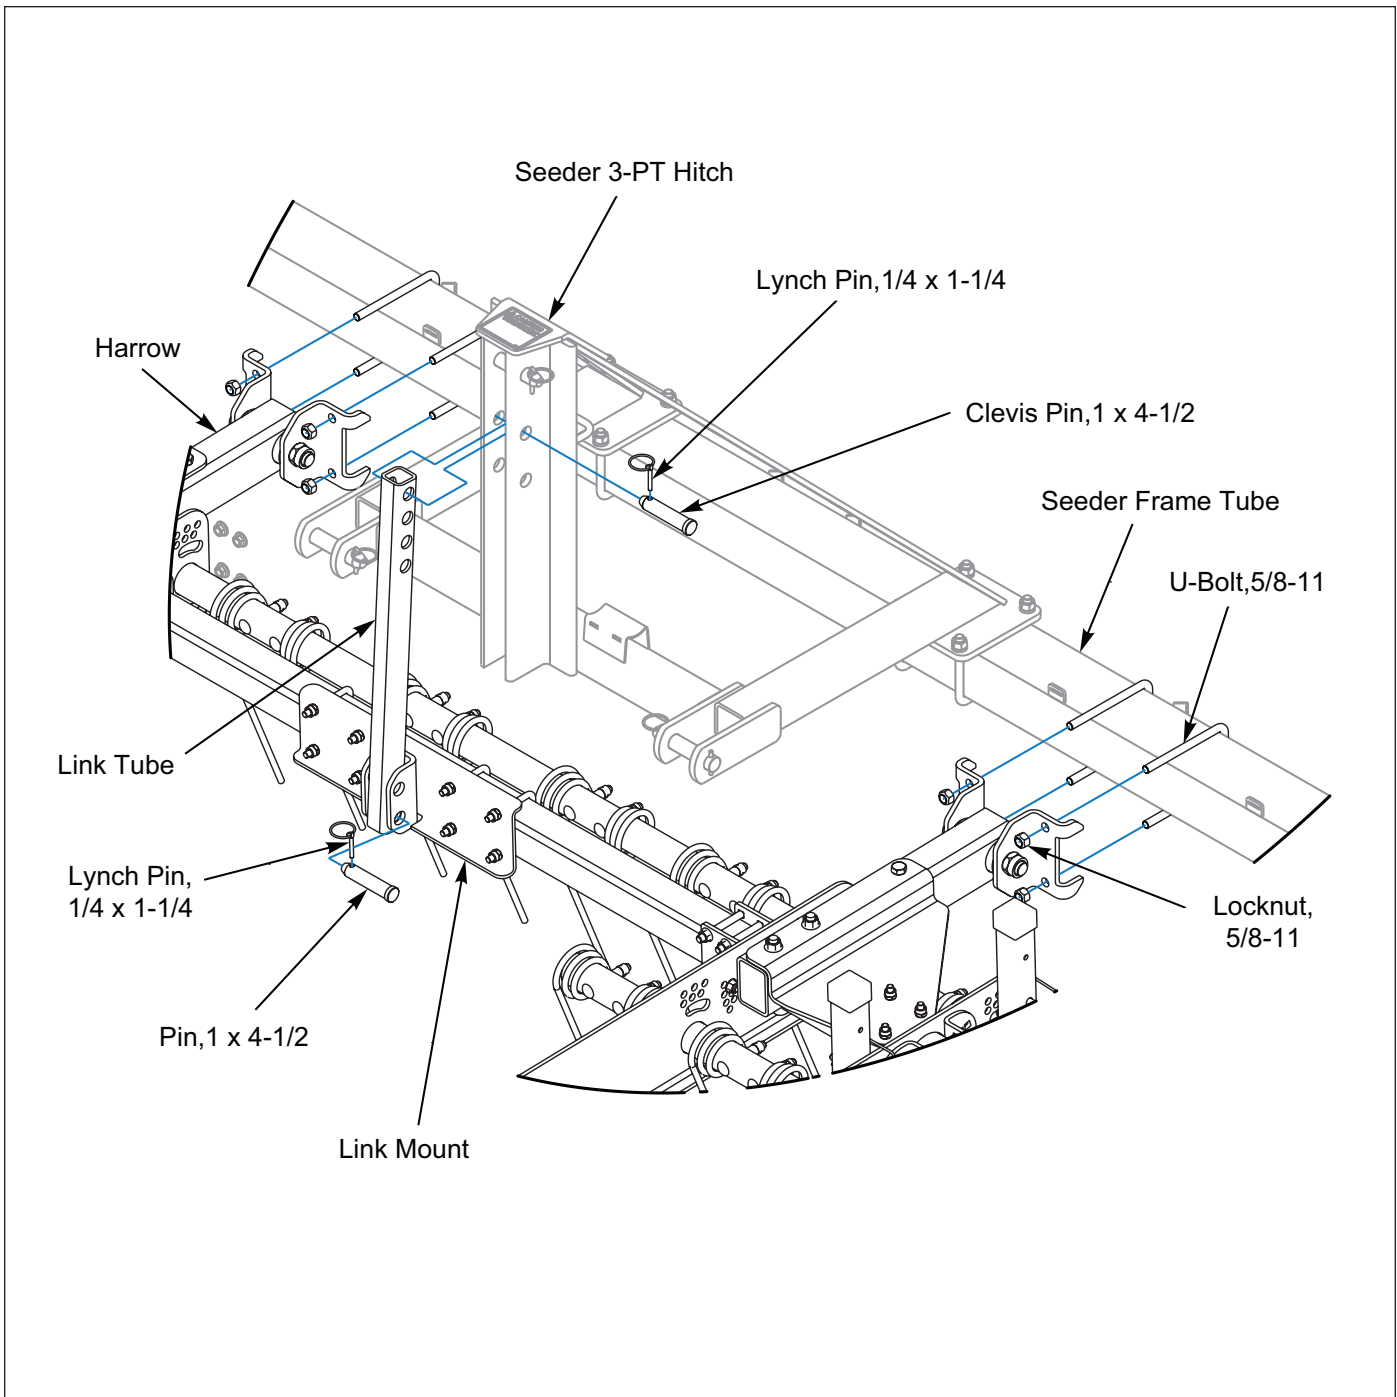 Seeder 3-PT Hitch
Lynch Pin,1/4 x 1-1/4
Harrow
Clevis Pin,1 x 4-1/2
Seeder Frame Tube
U-Bolt,5/8-11
Link Tube
Lynch Pin,
1/4 x 1-1/4
Locknut,
5/8-11
Pin,1 x 4-1/2
Link Mount